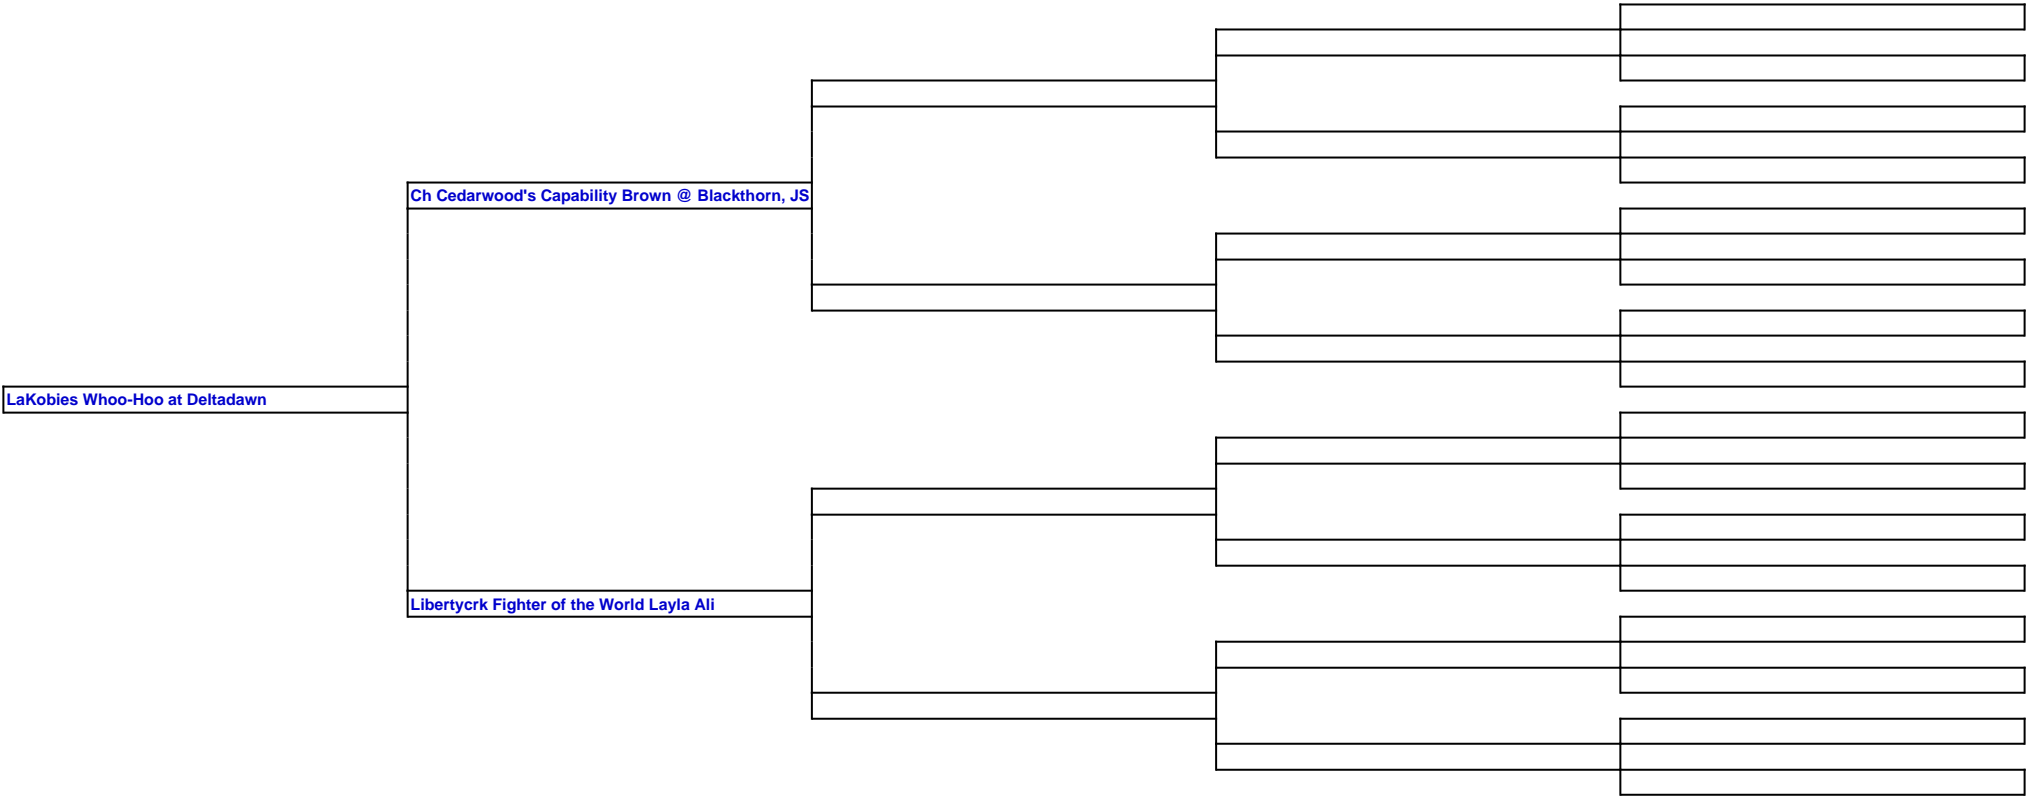 Ch Cedarwood's Capability Brown @ Blackthorn, JS
LaKobies Whoo-Hoo at Deltadawn
Libertycrk Fighter of the World Layla Ali